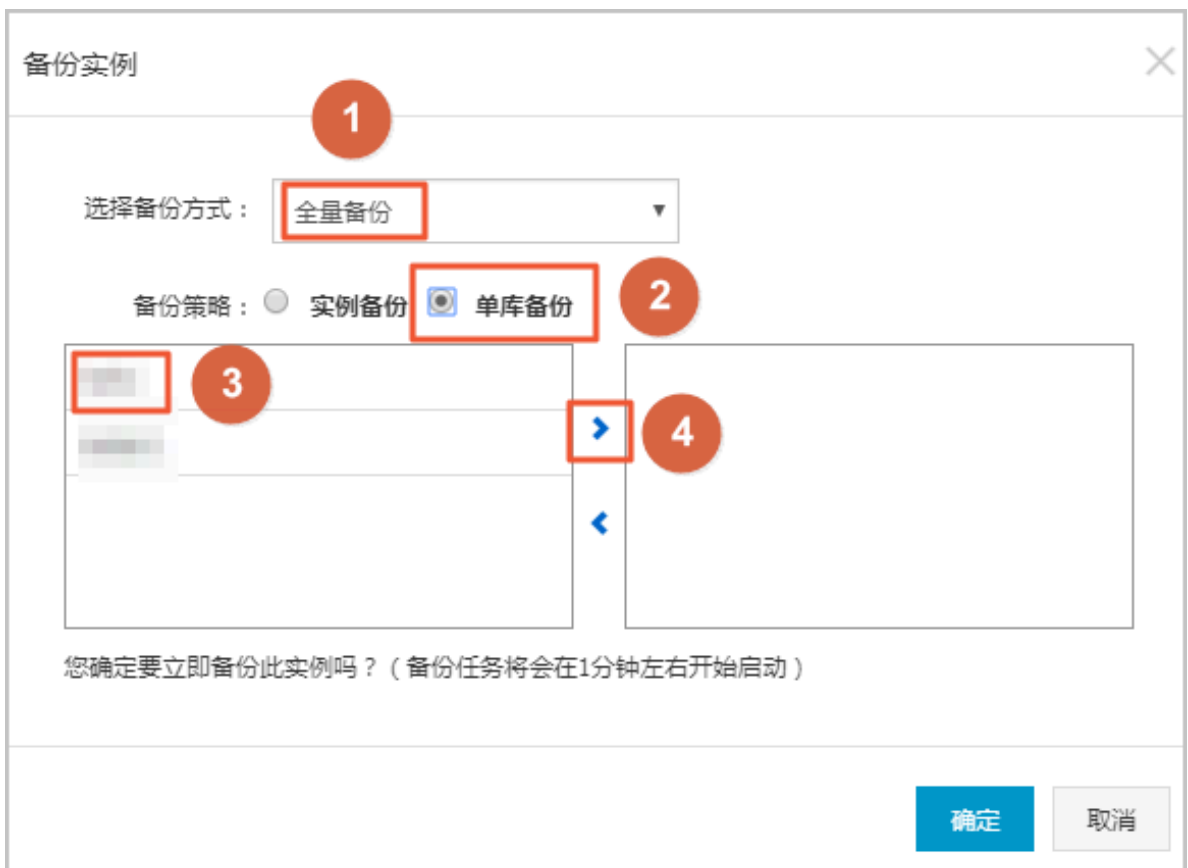 备份实例
1
选择备份方式：
全量备份
备份策略： 实例备份 单库备份
2
3
4
您确定要立即备份此实例吗？（备份任务将会在1分钟左右开始启动）
确定 取消